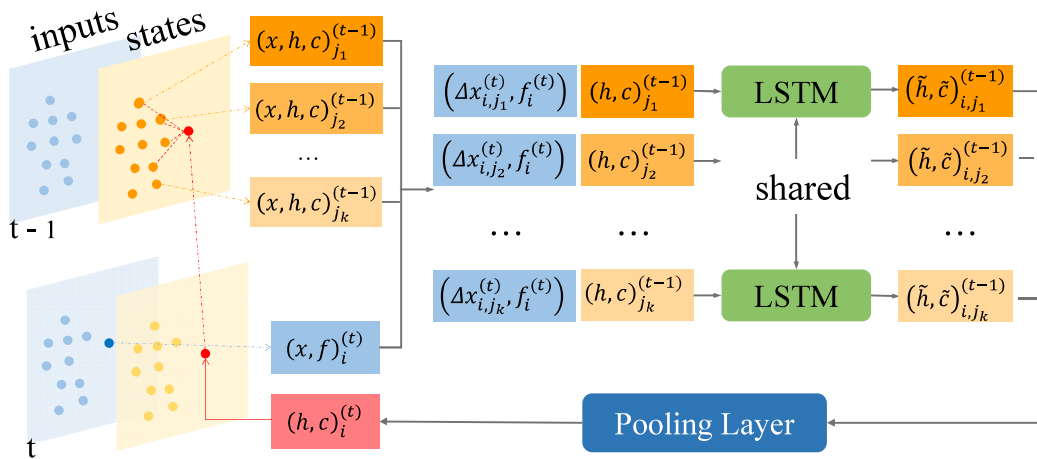 inputs states
t - 1
(x, h, c)_{j_1}^{(t-1)}
(x, h, c)_{j_2}^{(t-1)}
...
(x, h, c)_{j_k}^{(t-1)}
(x, f)_i^{(t)}
(h, c)_i^{(t)}
t
(Δx_{i,j_1}^{(t)}, f_i^{(t)}) (h, c)_{j_1}^{(t-1)} LSTM (h̃, c̃)_{i,j_1}^{(t-1)}
(Δx_{i,j_2}^{(t)}, f_i^{(t)}) (h, c)_{j_2}^{(t-1)} (h̃, c̃)_{i,j_2}^{(t-1)}
shared
... ... ...
(Δx_{i,j_k}^{(t)}, f_i^{(t)}) (h, c)_{j_k}^{(t-1)} LSTM (h̃, c̃)_{i,j_k}^{(t-1)}
Pooling Layer